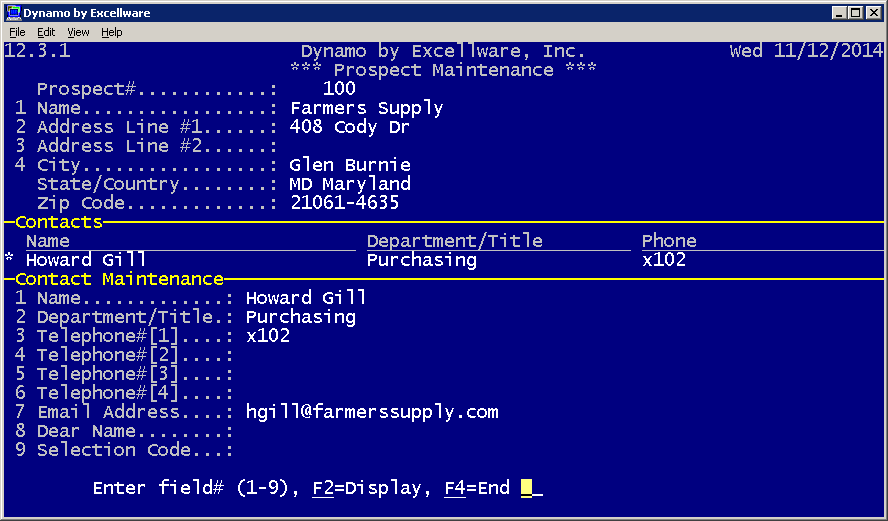 Dynamo by Excellware
File Edit View Help
12.3.1 Dynamo by Excellware, Inc. Wed 11/12/2014
*** Prospect Maintenance ***
Prospect#............: 100
1 Name.................: Farmers Supply
2 Address Line #1......: 408 Cody Dr
3 Address Line #2......:
4 City.................: Glen Burnie
State/Country........: MD Maryland
Zip Code.............: 21061-4635
Contacts
Name Department/Title Phone
* Howard Gill Purchasing x102
Contact Maintenance
1 Name.............: Howard Gill
2 Department/Title.: Purchasing
3 Telephone#[1]....: x102
4 Telephone#[2]....:
5 Telephone#[3]....:
6 Telephone#[4]....:
7 Email Address....: hgill@farmerssupply.com
8 Dear Name........:
9 Selection Code...:
Enter field# (1-9), F2=Display, F4=End